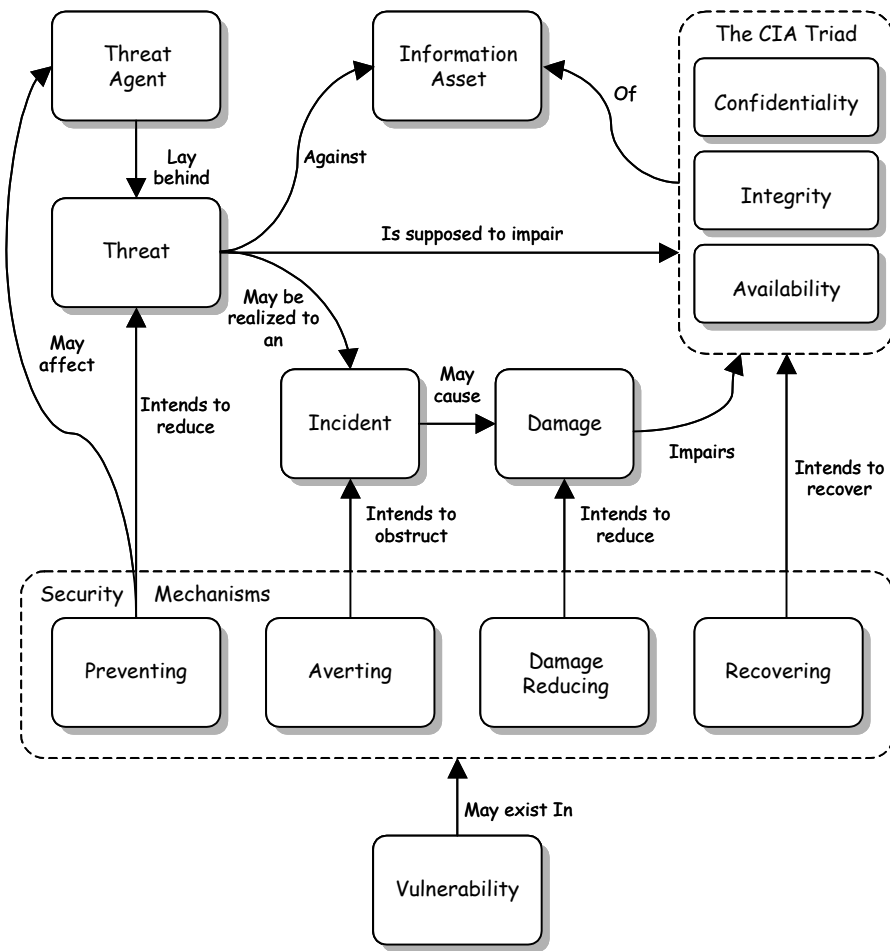 Threat
Agent
Information
Asset
The CIA Triad
Confidentiality
Of
Lay
behind
Against
Integrity
Threat
Is supposed to impair
Availability
May be
realized to
an
May
affect
Intends to
reduce
Incident
May
cause
Damage
Impairs
Intends to
recover
Intends to
obstruct
Intends to
reduce
Security Mechanisms
Preventing
Averting
Damage
Reducing
Recovering
May exist In
Vulnerability